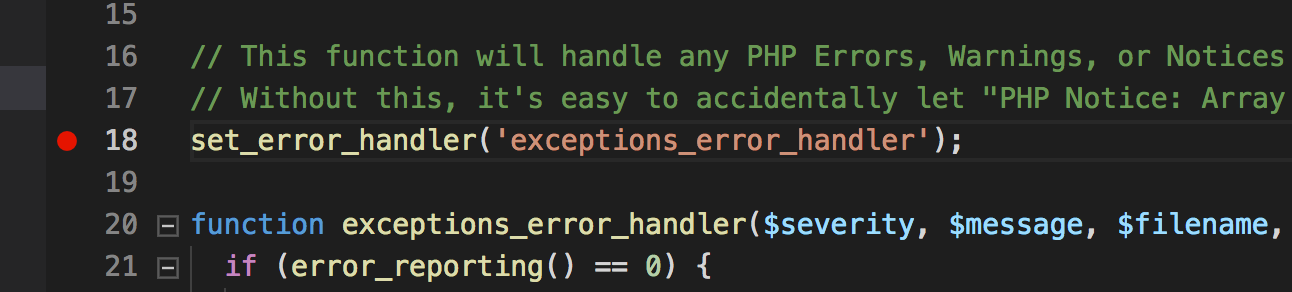 15
16 // This function will handle any PHP Errors, Warnings, or Notices
17 // Without this, it's easy to accidentally let "PHP Notice: Array
18 set_error_handler('exceptions_error_handler');
19
20 function exceptions_error_handler($severity, $message, $filename,
21 if (error_reporting() == 0) {